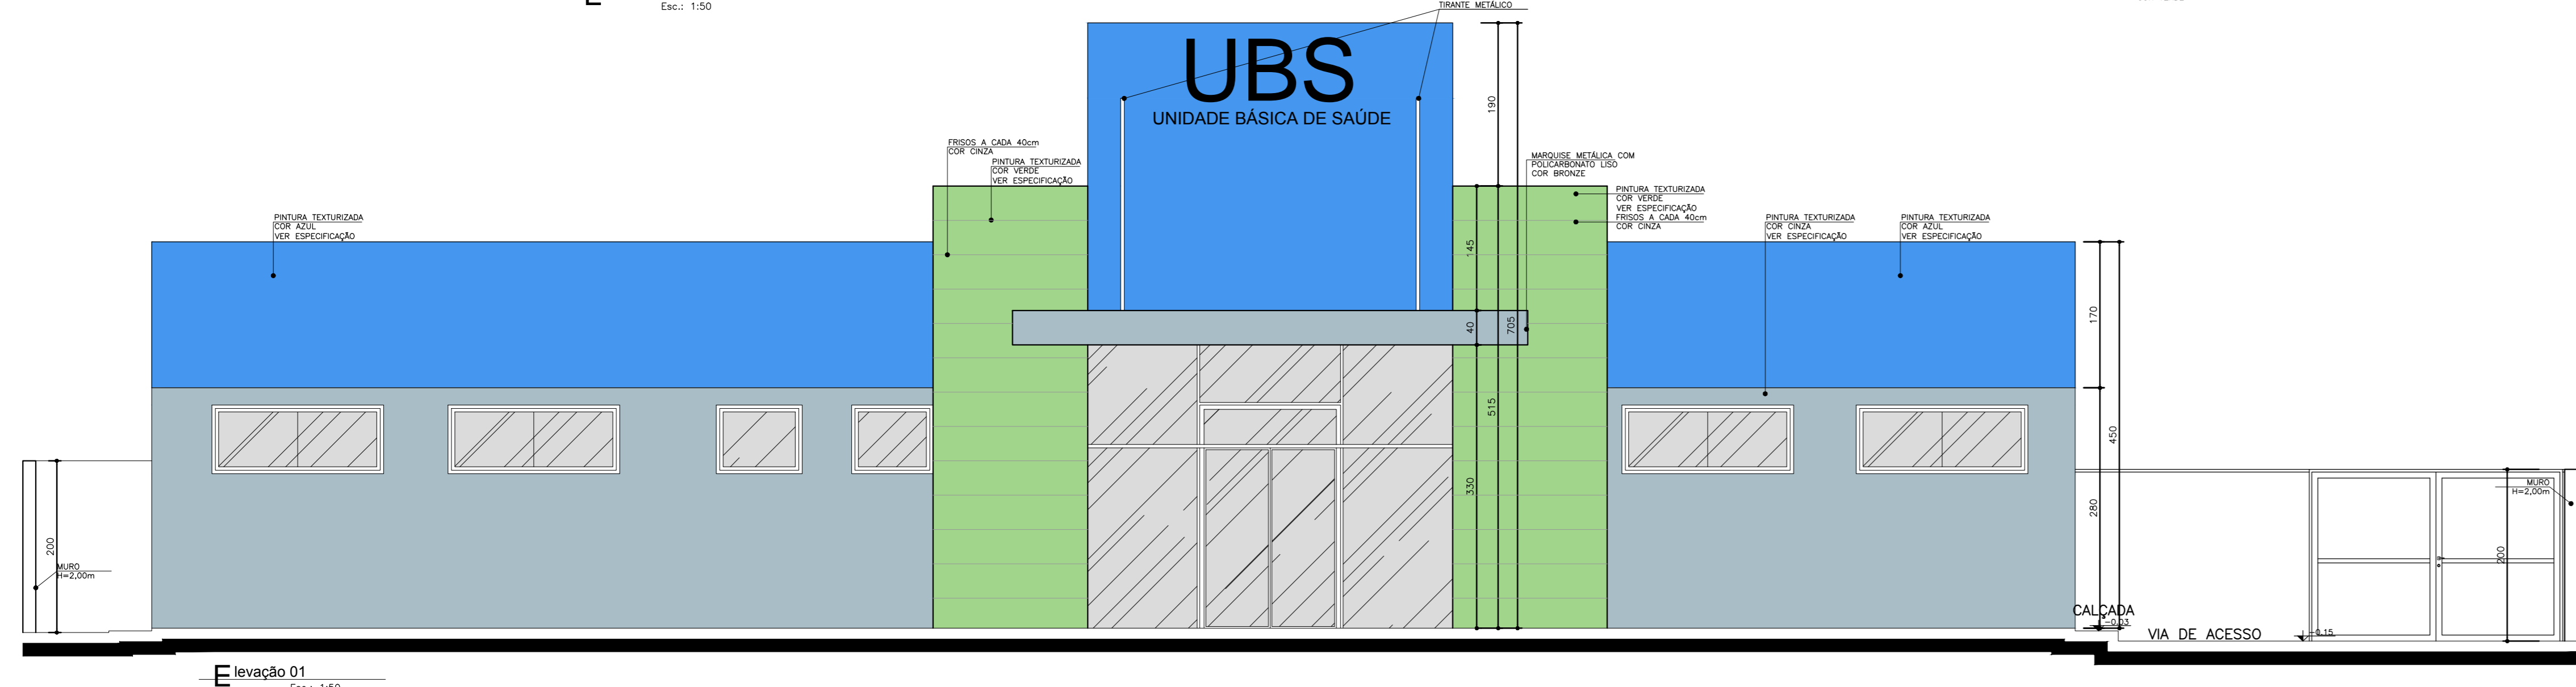 Esc.: 1:50
TIRANTE METÁLICO
UBS
UNIDADE BÁSICA DE SAÚDE
190
FRISOS A CADA 40cm
COR CINZA
PINTURA TEXTURIZADA
COR VERDE
VER ESPECIFICAÇÃO
MARQUISE METÁLICA COM
POLICARBONATO LISO
COR BRONZE
PINTURA TEXTURIZADA
COR VERDE
VER ESPECIFICAÇÃO
FRISOS A CADA 40cm
COR CINZA
PINTURA TEXTURIZADA
COR AZUL
VER ESPECIFICAÇÃO
PINTURA TEXTURIZADA
COR CINZA
VER ESPECIFICAÇÃO
PINTURA TEXTURIZADA
COR AZUL
VER ESPECIFICAÇÃO
145
40
705
170
515
450
330
280
200
MURO
H=2,00m
MURO
H=2,00m
200
CALÇADA
-0.03
VIA DE ACESSO
-0.15
Elevação 01
Esc.: 1:50